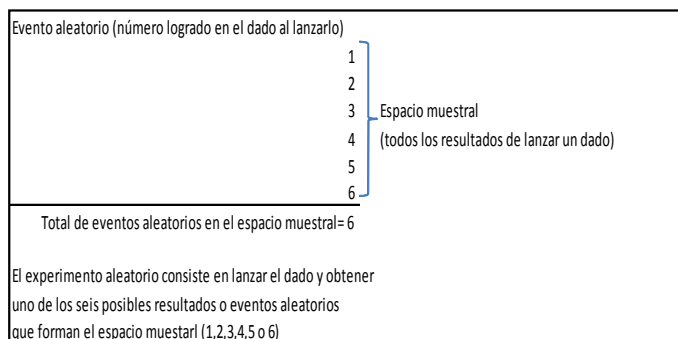 Evento aleatorio (número logrado en el dado al lanzarlo)
1
2
3
4
5
6
Espacio muestral
(todos los resultados de lanzar un dado)
Total de eventos aleatorios en el espacio muestral= 6
El experimento aleatorio consiste en lanzar el dado y obtener
uno de los seis posibles resultados o eventos aleatorios
que forman el espacio muestarl (1,2,3,4,5 o 6)